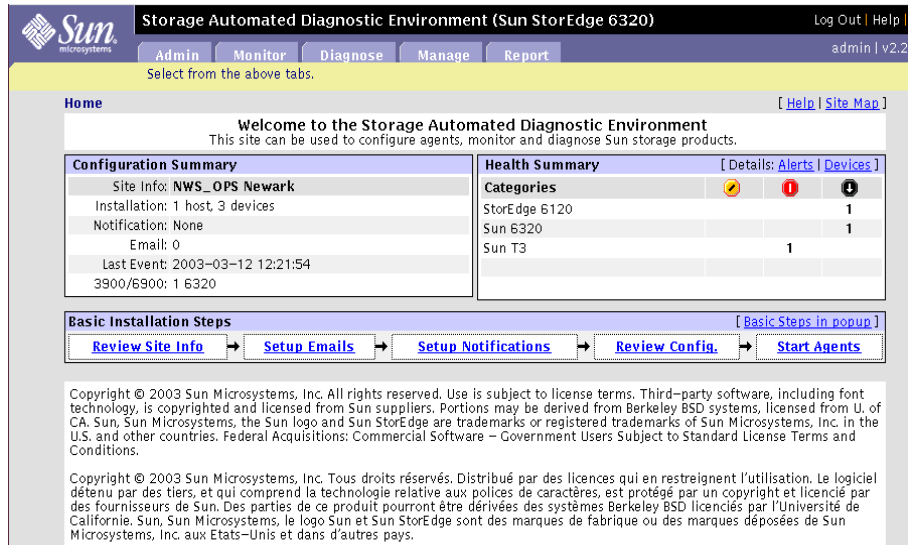 Sun
microsystems
Storage Automated Diagnostic Environment (Sun StorEdge 6320)
Log Out | Help |
Admin Monitor Diagnose Manage Report
admin | v2.2
Select from the above tabs.
Home
[ Help | Site Map ]
Welcome to the Storage Automated Diagnostic Environment
This site can be used to configure agents, monitor and diagnose Sun storage products.
Configuration Summary
Site Info: NWS_OPS Newark
Installation: 1 host, 3 devices
Notification: None
Email: 0
Last Event: 2003-03-12 12:21:54
3900/6900: 1 6320
Health Summary [ Details: Alerts | Devices ]
Categories
StorEdge 6120 1
Sun 6320 1
Sun T3 1
Basic Installation Steps [ Basic Steps in popup ]
Review Site Info → Setup Emails → Setup Notifications → Review Config. → Start Agents
Copyright © 2003 Sun Microsystems, Inc. All rights reserved. Use is subject to license terms. Third-party software, including font
technology, is copyrighted and licensed from Sun suppliers. Portions may be derived from Berkeley BSD systems, licensed from U. of
CA. Sun, Sun Microsystems, the Sun logo and Sun StorEdge are trademarks or registered trademarks of Sun Microsystems, Inc. in the
U.S. and other countries. Federal Acquisitions: Commercial Software – Government Users Subject to Standard License Terms and
Conditions.
Copyright © 2003 Sun Microsystems, Inc. Tous droits réservés. Distribué par des licences qui en restreignent l'utilisation. Le logiciel
détenu par des tiers, et qui comprend la technologie relative aux polices de caractères, est protégé par un copyright et licencié par
des fournisseurs de Sun. Des parties de ce produit pourront être dérivées des systèmes Berkeley BSD licenciés par l'Université de
Californie. Sun, Sun Microsystems, le logo Sun et Sun StorEdge sont des marques de fabrique ou des marques déposées de Sun
Microsystems, Inc. aux Etats-Unis et dans d'autres pays.